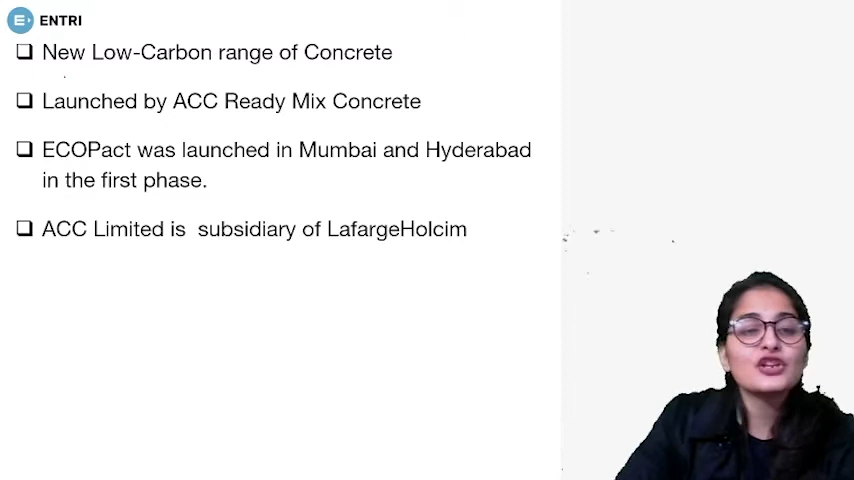 ENTRI
❑ New Low-Carbon range of Concrete
❑ Launched by ACC Ready Mix Concrete
❑ ECOPact was launched in Mumbai and Hyderabad
in the first phase.
❑ ACC Limited is subsidiary of LafargeHolcim